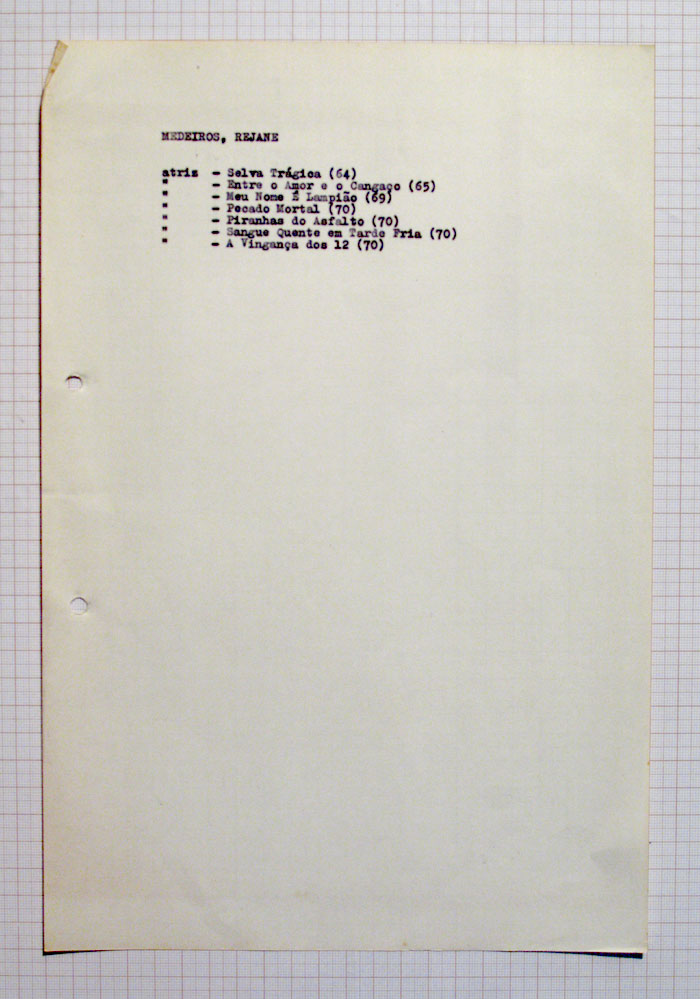 MEDEIROS, REJANE
atriz - Selva Trágica (64)
" - Entre o Amor e o Cangaço (65)
" - Meu Nome É Lampião (69)
" - Pecado Mortal (70)
" - Piranhas do Asfalto (70)
" - Sangue Quente em Tarde Fria (70)
" - A Vingança dos 12 (70)